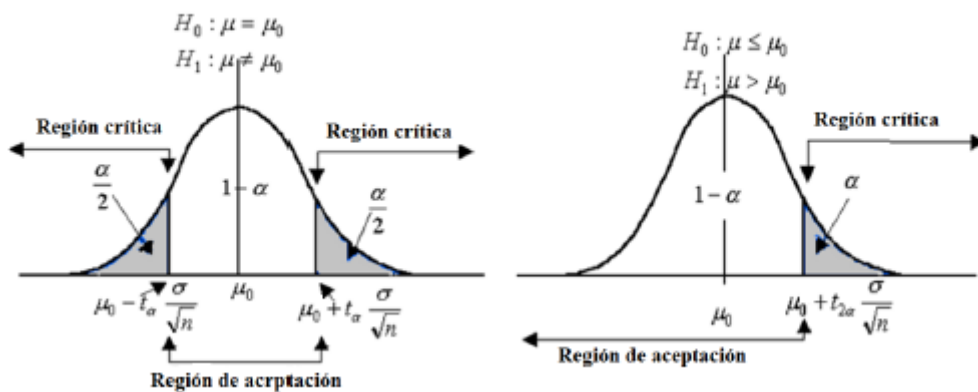 H₀ : μ = μ₀
H₁ : μ ≠ μ₀
Región crítica
Región crítica
α/2
1 − α
α/2
μ₀ − t_α σ/√n
μ₀
μ₀ + t_α σ/√n
Región de acrptación
H₀ : μ ≤ μ₀
H₁ : μ > μ₀
Región crítica
1 − α
α
μ₀
μ₀ + t_2α σ/√n
Región de aceptación